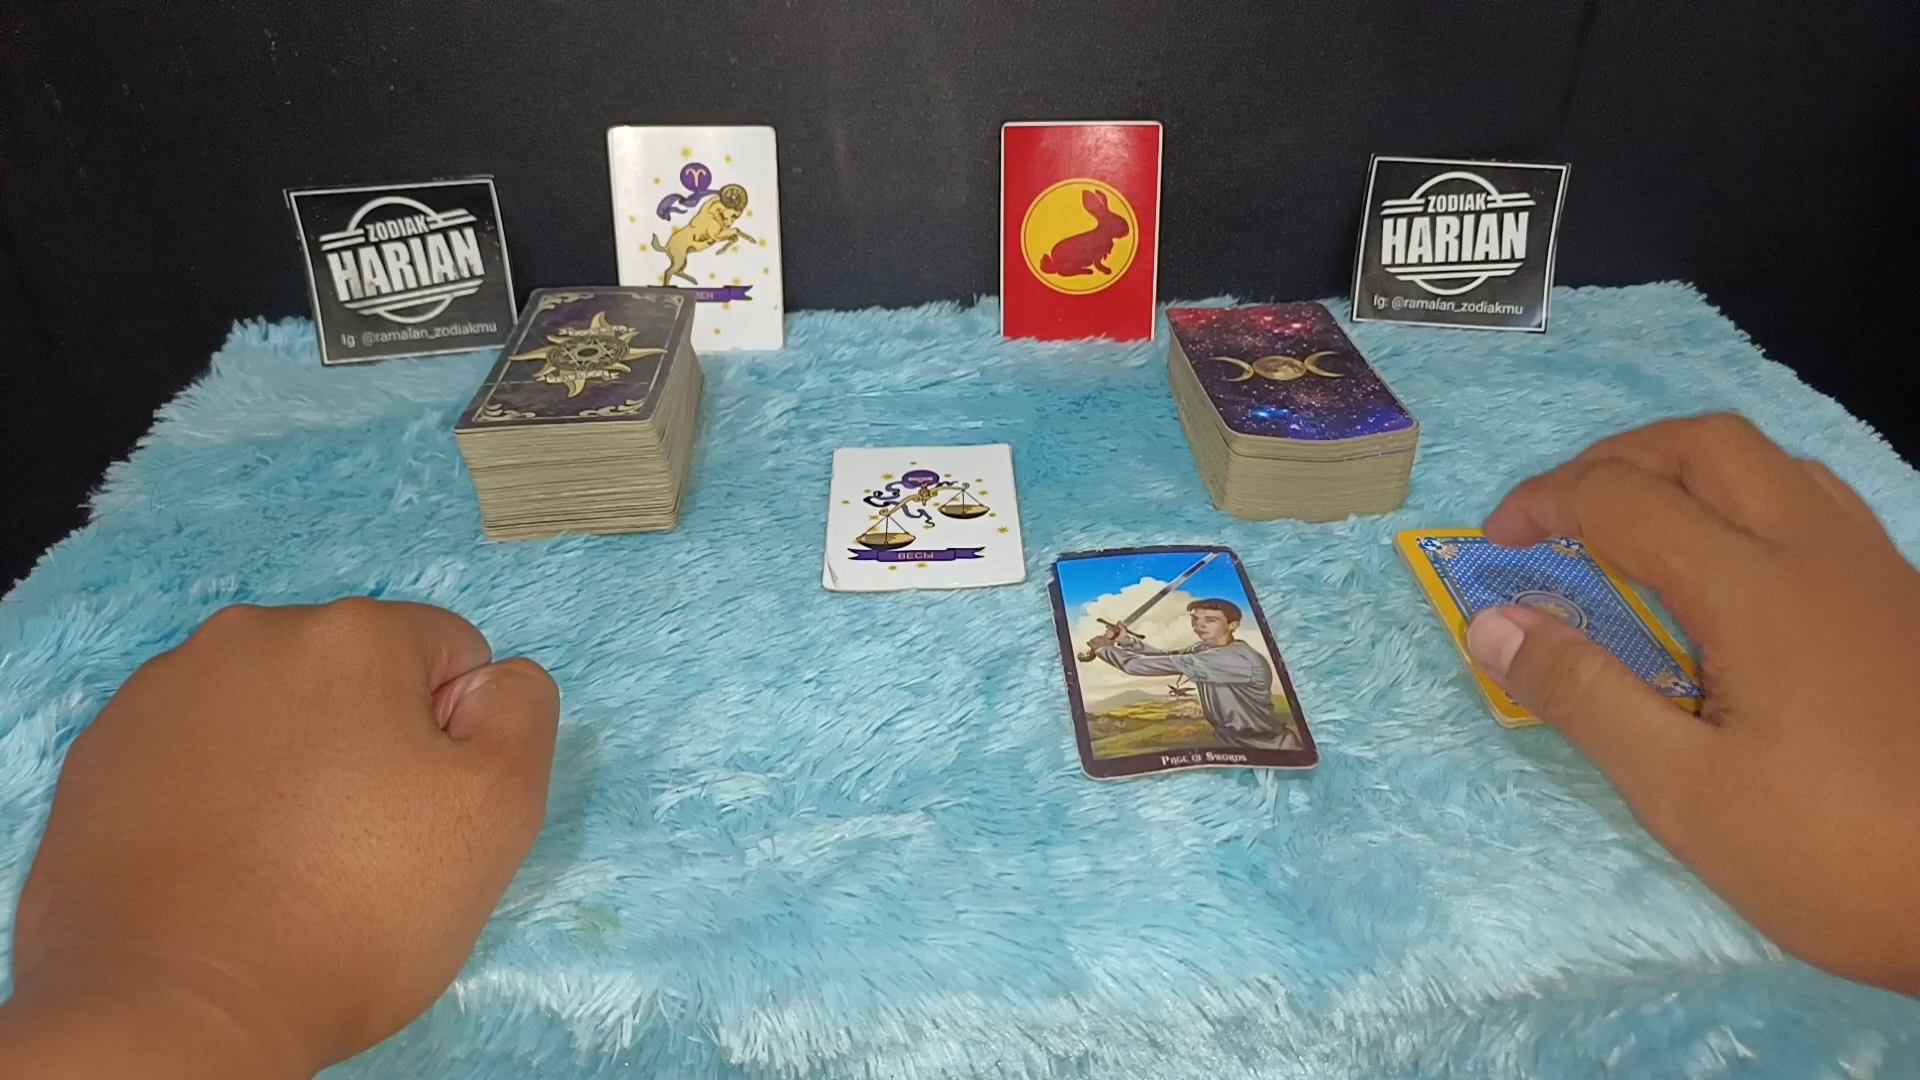 ZODIAK
HARIAN
Ig: @ramalan_zodiakmu
ZODIAK
HARIAN
Ig: @ramalan_zodiakmu
ВЕСЫ
PAGE OF SWORDS